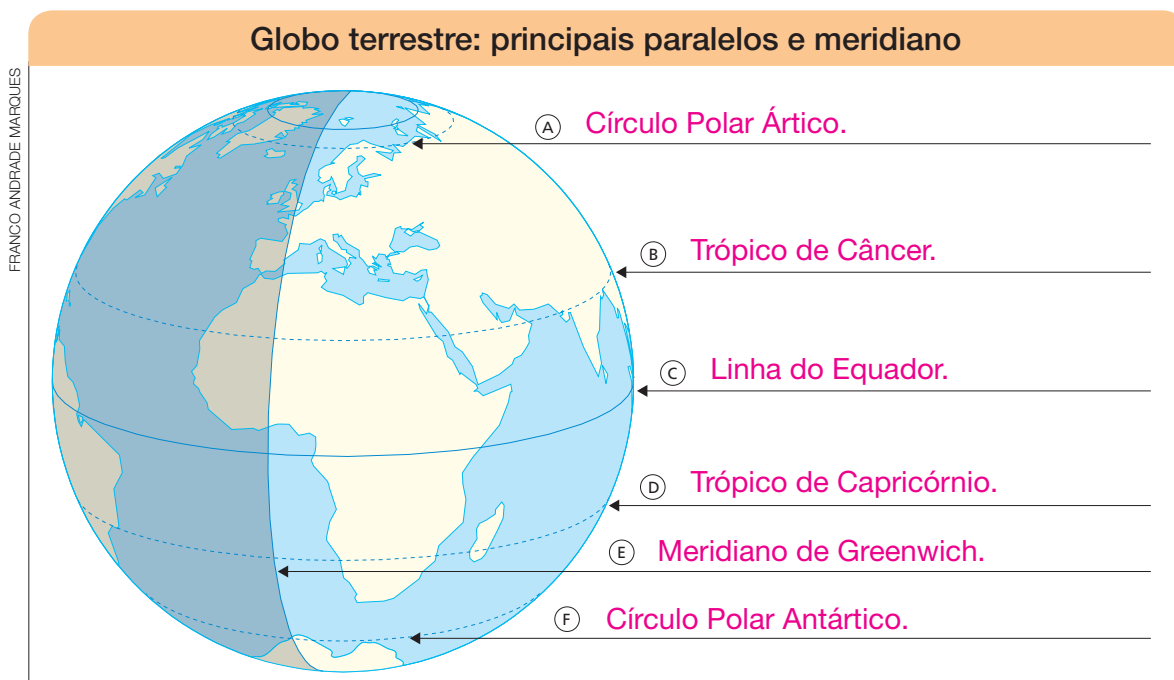 Globo terrestre: principais paralelos e meridiano
FRANCO ANDRADE MARQUES
A Círculo Polar Ártico.
B Trópico de Câncer.
C Linha do Equador.
D Trópico de Capricórnio.
E Meridiano de Greenwich.
F Círculo Polar Antártico.